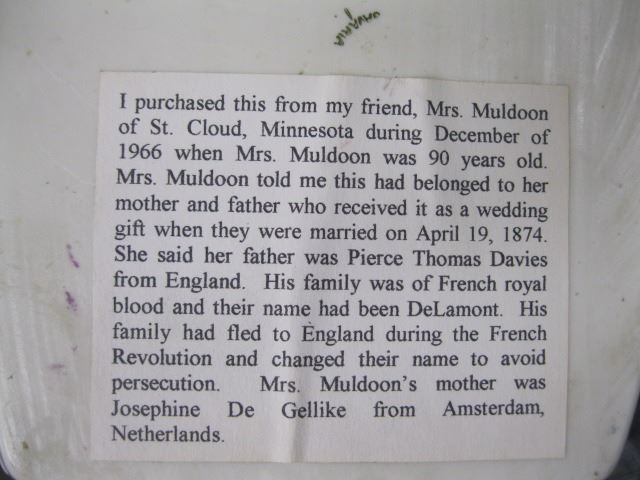 BAVARIA
I purchased this from my friend, Mrs. Muldoon
of St. Cloud, Minnesota during December of
1966 when Mrs. Muldoon was 90 years old.
Mrs. Muldoon told me this had belonged to her
mother and father who received it as a wedding
gift when they were married on April 19, 1874.
She said her father was Pierce Thomas Davies
from England. His family was of French royal
blood and their name had been DeLamont. His
family had fled to England during the French
Revolution and changed their name to avoid
persecution. Mrs. Muldoon's mother was
Josephine De Gellike from Amsterdam,
Netherlands.